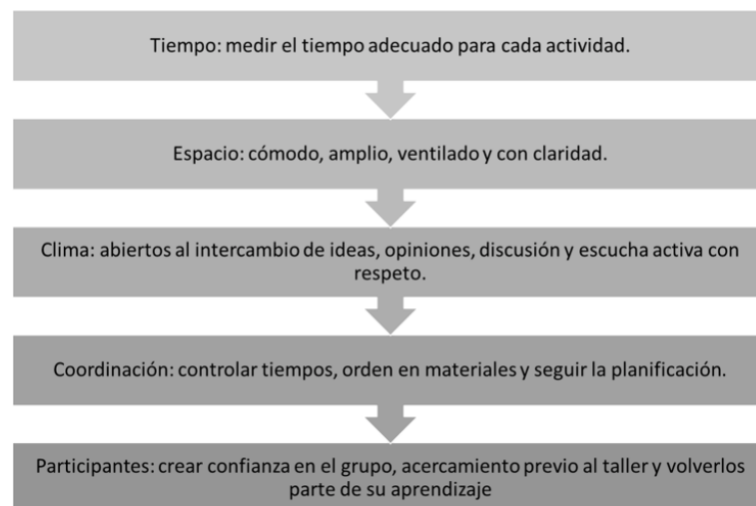 Tiempo: medir el tiempo adecuado para cada actividad.
Espacio: cómodo, amplio, ventilado y con claridad.
Clima: abiertos al intercambio de ideas, opiniones, discusión y escucha activa con
respeto.
Coordinación: controlar tiempos, orden en materiales y seguir la planificación.
Participantes: crear confianza en el grupo, acercamiento previo al taller y volverlos
parte de su aprendizaje